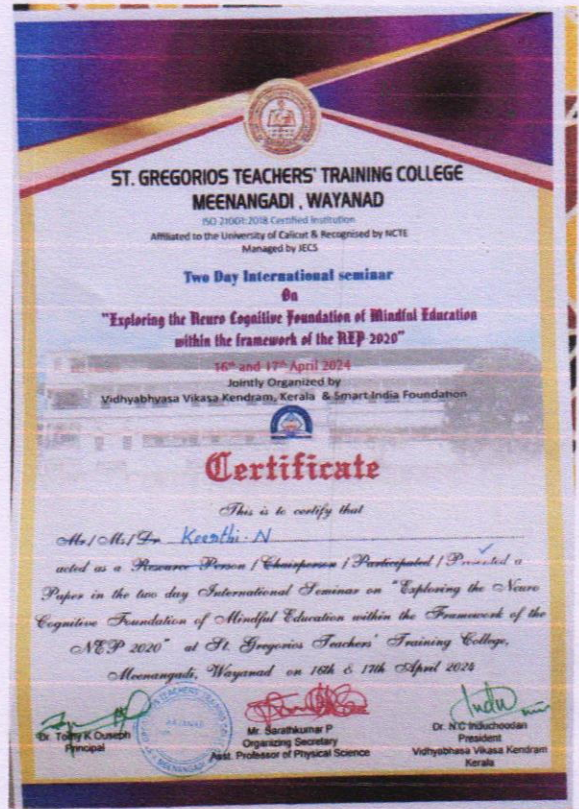 ST. GREGORIOS TEACHERS' TRAINING COLLEGE
MEENANGADI , WAYANAD
ISO 21001:2018 Certified Institution
Affiliated to the University of Calicut & Recognised by NCTE
Managed by JECS
Two Day International seminar
On
"Exploring the Neuro Cognitive Foundation of Mindful Education
within the framework of the NEP-2020"
16th and 17th April 2024
Jointly Organized by
Vidhyabhyasa Vikasa Kendram, Kerala & Smart India Foundation
Certificate
This is to certify that
Mr/ Ms/ Dr Keerthi. N
acted as a Resource Person / Chairperson / Participated / Presented a
Paper in the two day International Seminar on "Exploring the Neuro
Cognitive Foundation of Mindful Education within the Framework of the
NEP 2020" at St. Gregorios Teachers' Training College,
Meenangadi, Wayanad on 16th & 17th April 2024
Dr. Tomy K Ouseph
Principal
Mr. Sarathkumar P
Organizing Secretary
Asst. Professor of Physical Science
Indu
Dr. N.C Induchoodan
President
Vidhyabhasa Vikasa Kendram
Kerala